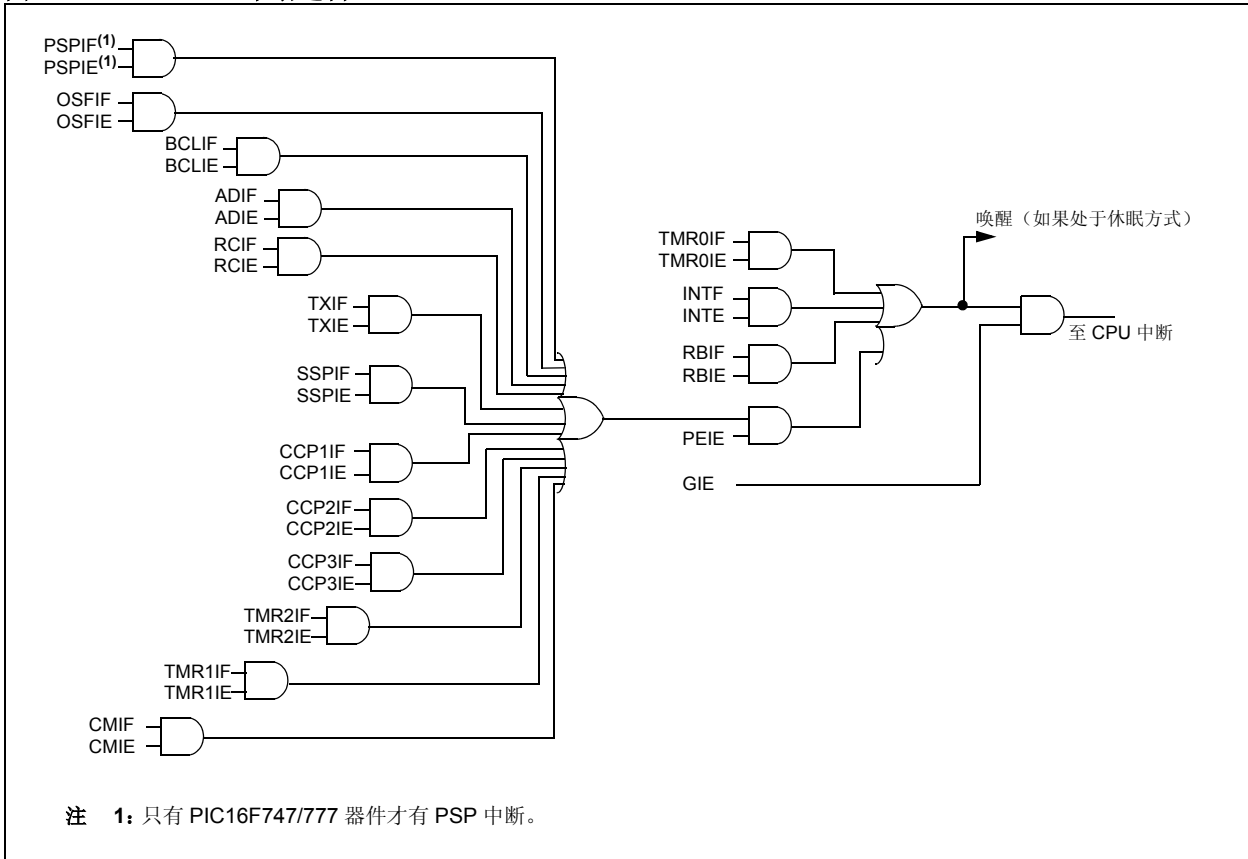 PSPIF(1)
PSPIE(1)
OSFIF
OSFIE
BCLIF
BCLIE
ADIF
ADIE
RCIF
RCIE
TXIF
TXIE
SSPIF
SSPIE
CCP1IF
CCP1IE
CCP2IF
CCP2IE
CCP3IF
CCP3IE
TMR2IF
TMR2IE
TMR1IF
TMR1IE
CMIF
CMIE
TMR0IF
TMR0IE
INTF
INTE
RBIF
RBIE
PEIE
GIE
唤醒（如果处于休眠方式）
至 CPU 中断
注 1: 只有 PIC16F747/777 器件才有 PSP 中断。